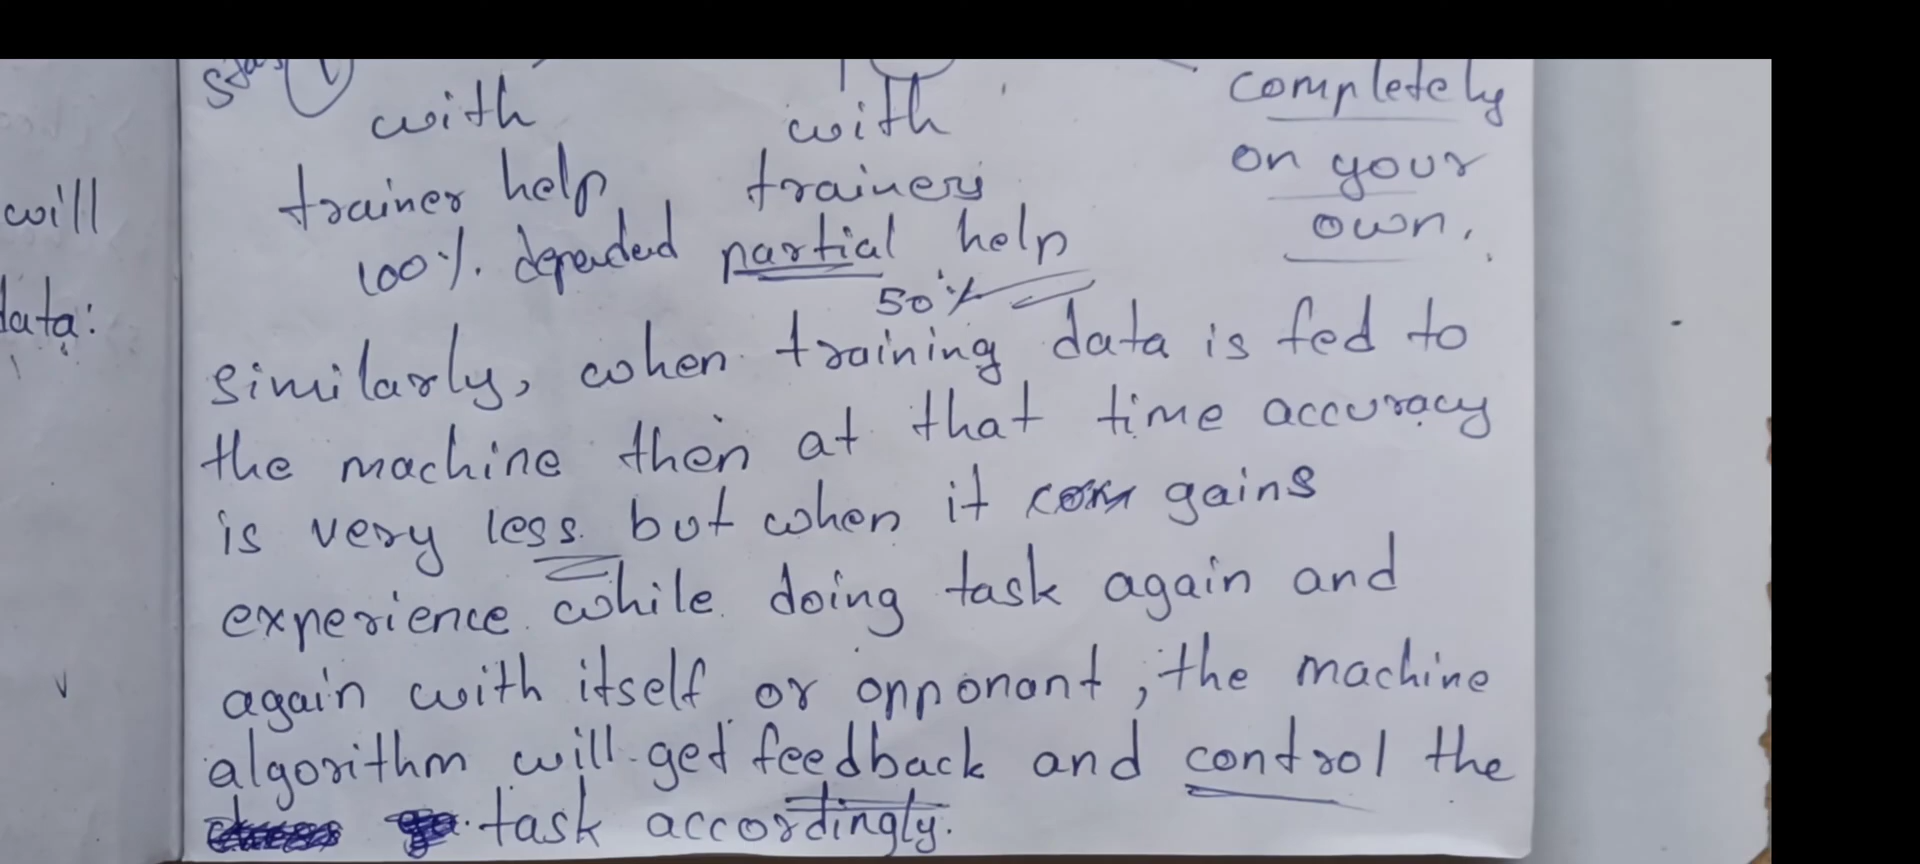 with
trainer help
100%. depended
with
trainers
partial help
50%
completely
on your
own.
similarly, when training data is fed to
the machine then at that time accuracy
is very less but when it gains
experience while doing task again and
again with itself or opponant, the machine
algorithm will get feedback and control the
task accordingly.
will
data: